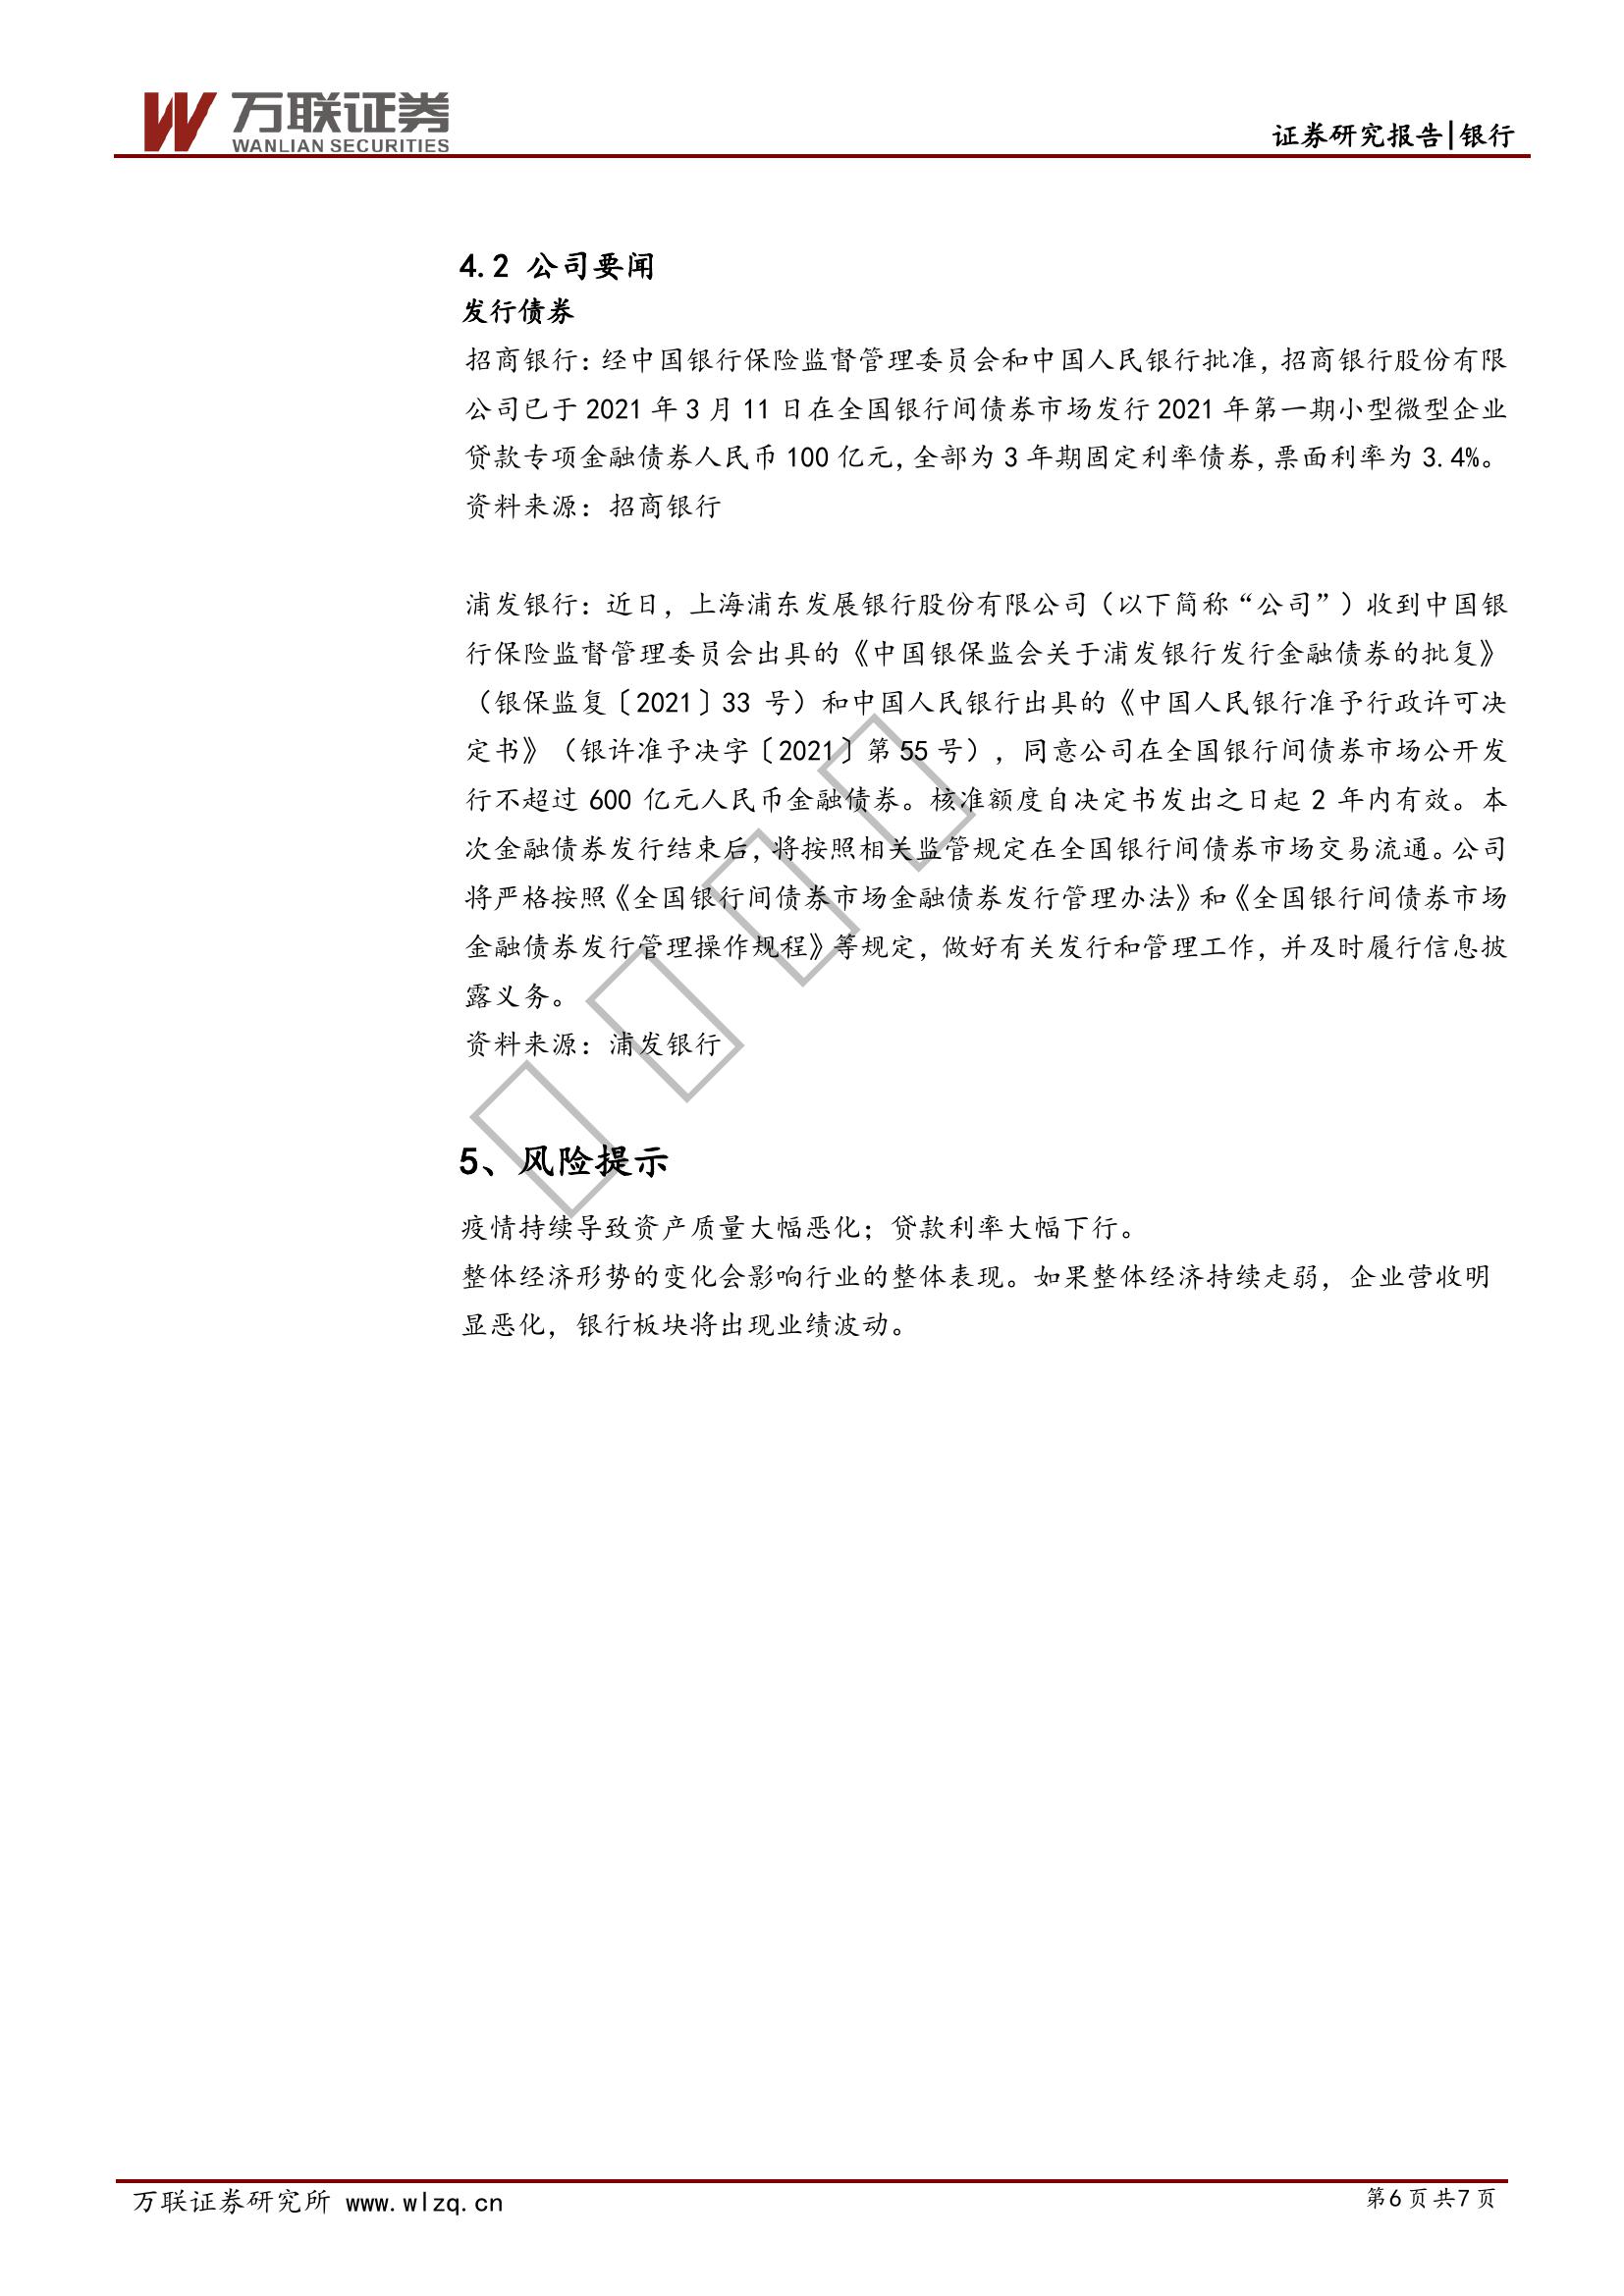 万联证券
WANLIAN SECURITIES
证券研究报告|银行
4.2 公司要闻
发行债券
招商银行：经中国银行保险监督管理委员会和中国人民银行批准，招商银行股份有限
公司已于 2021 年 3 月 11 日在全国银行间债券市场发行 2021 年第一期小型微型企业
贷款专项金融债券人民币 100 亿元，全部为 3 年期固定利率债券，票面利率为 3.4%。
资料来源：招商银行
浦发银行：近日，上海浦东发展银行股份有限公司（以下简称“公司”）收到中国银
行保险监督管理委员会出具的《中国银保监会关于浦发银行发行金融债券的批复》
（银保监复〔2021〕33 号）和中国人民银行出具的《中国人民银行准予行政许可决
定书》（银许准予决字〔2021〕第 55 号），同意公司在全国银行间债券市场公开发
行不超过 600 亿元人民币金融债券。核准额度自决定书发出之日起 2 年内有效。本
次金融债券发行结束后，将按照相关监管规定在全国银行间债券市场交易流通。公司
将严格按照《全国银行间债券市场金融债券发行管理办法》和《全国银行间债券市场
金融债券发行管理操作规程》等规定，做好有关发行和管理工作，并及时履行信息披
露义务。
资料来源：浦发银行
5、风险提示
疫情持续导致资产质量大幅恶化；贷款利率大幅下行。
整体经济形势的变化会影响行业的整体表现。如果整体经济持续走弱，企业营收明
显恶化，银行板块将出现业绩波动。
万联证券研究所 www.wlzq.cn
第6页共7页